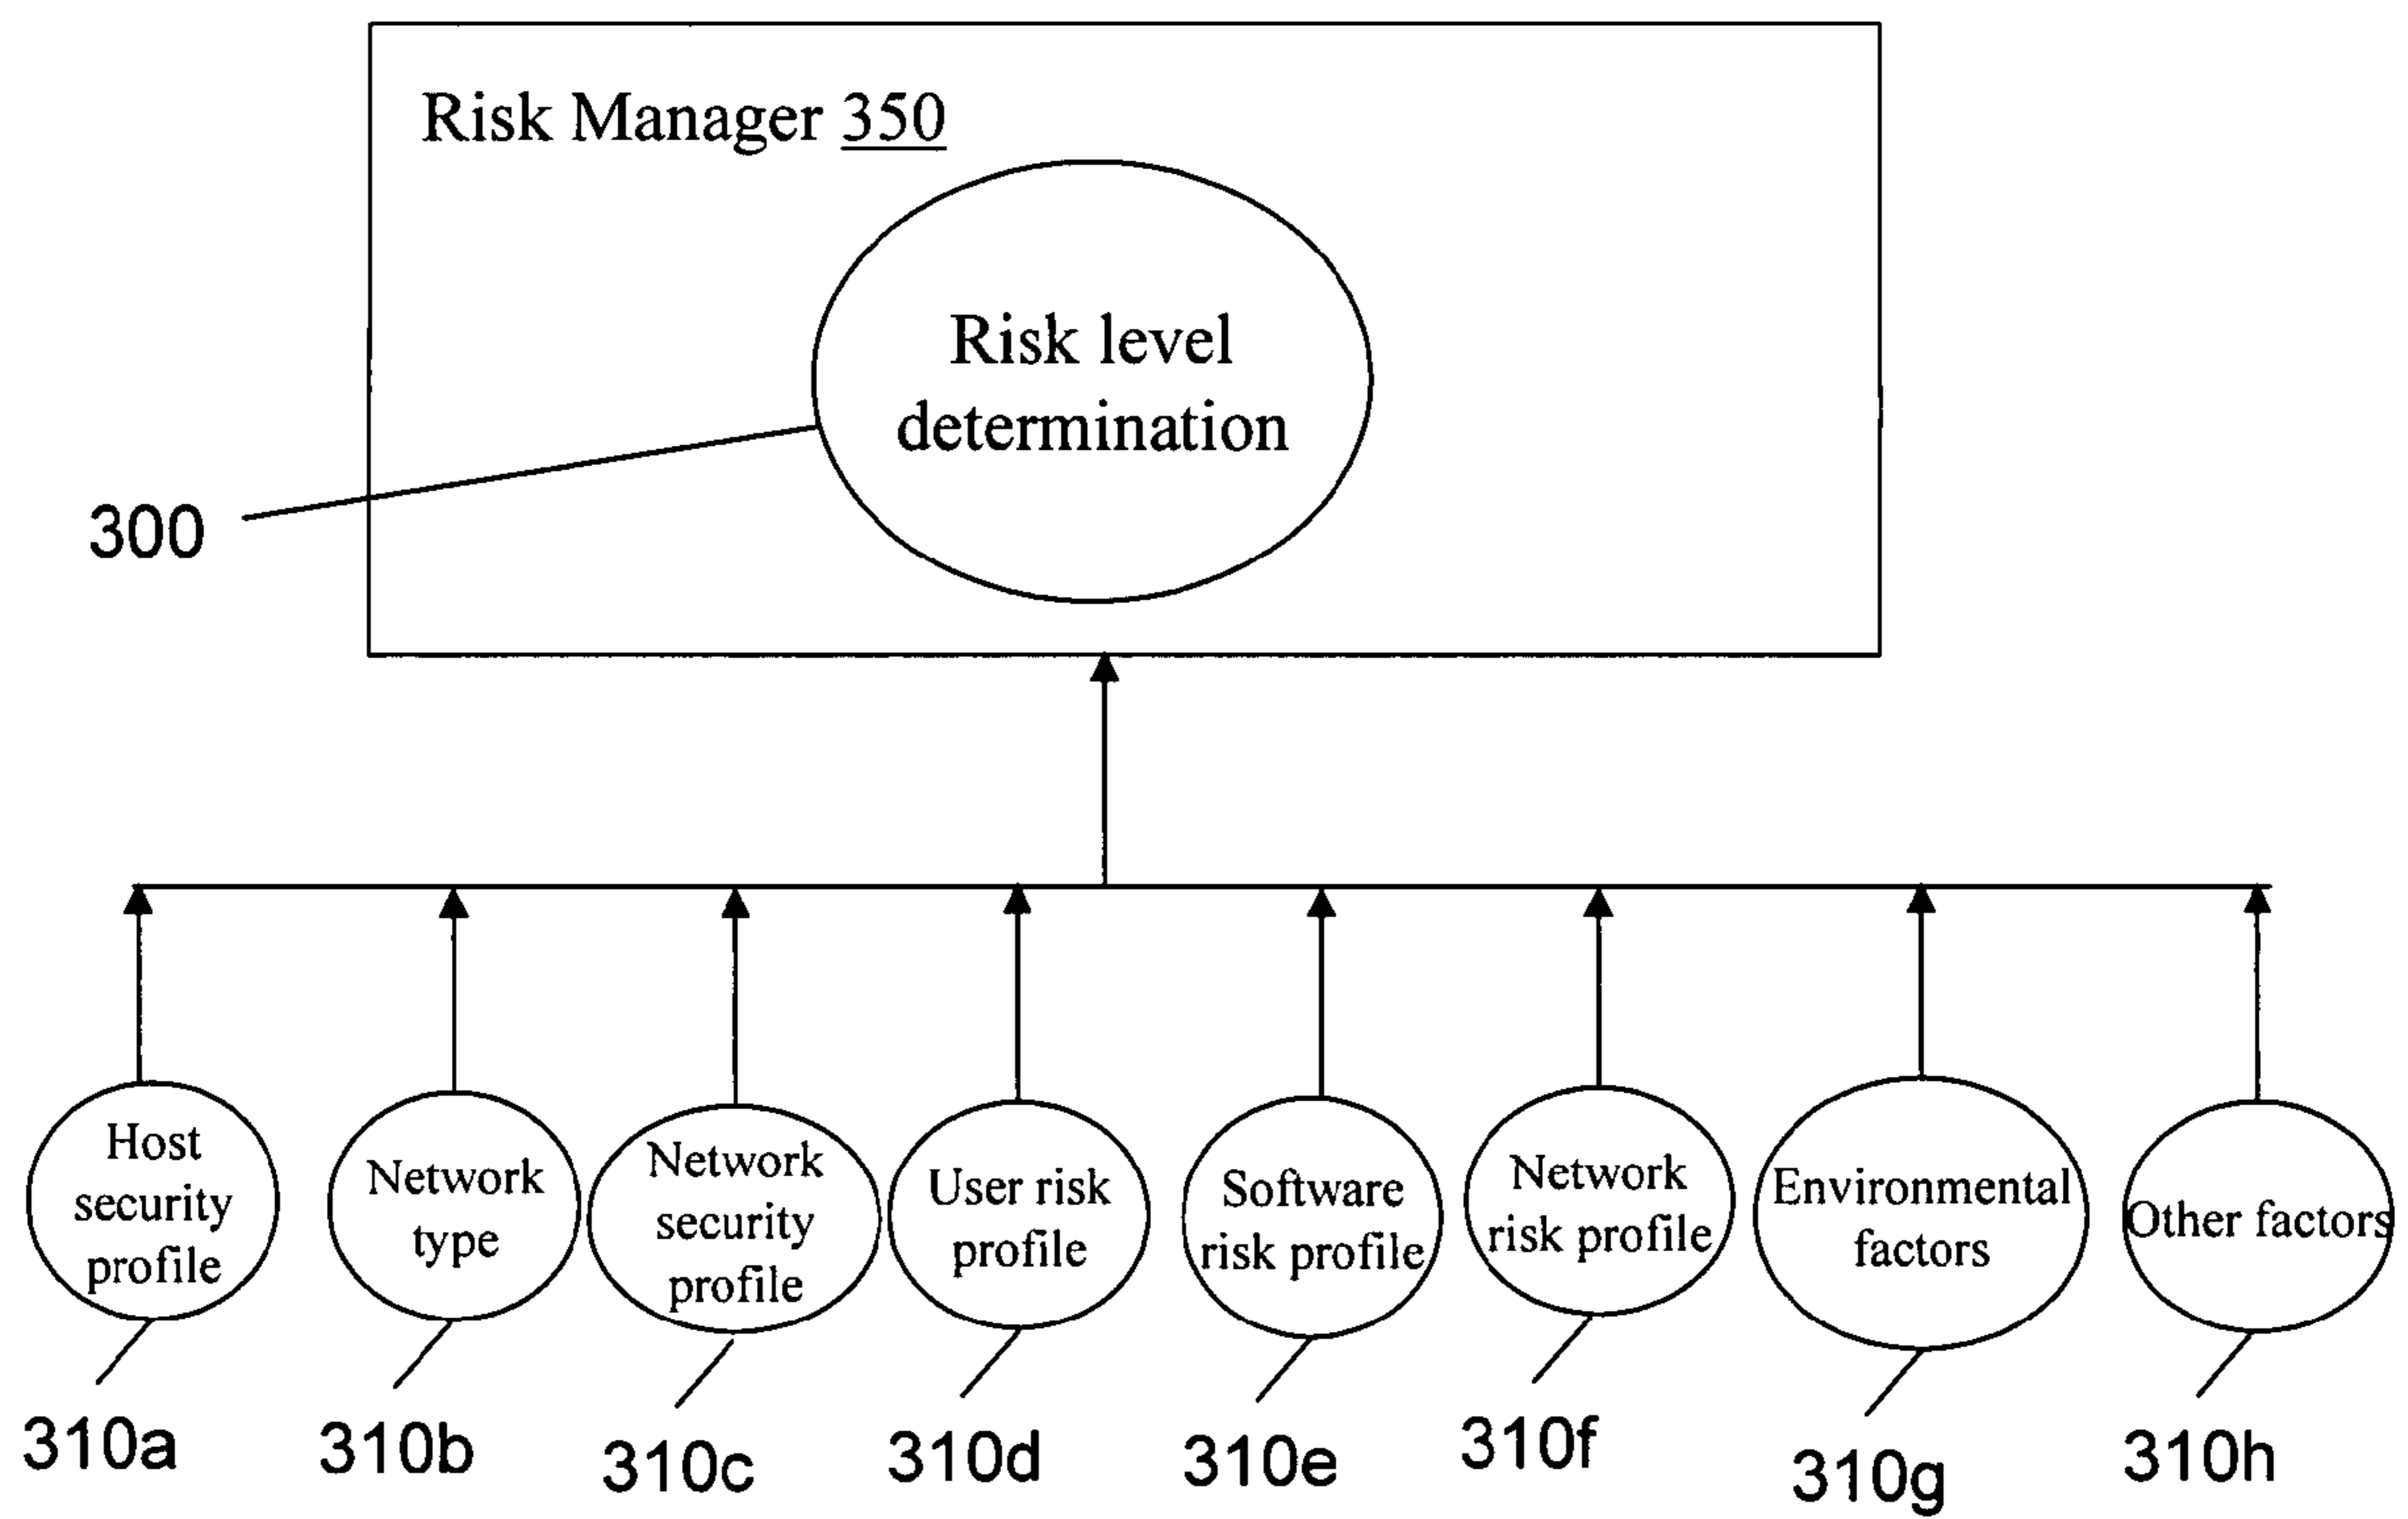 Risk Manager 350
Risk level
determination
300
Host
security
profile
Network
type
Network
security
profile
User risk
profile
Software
risk profile
Network
risk profile
Environmental
factors
Other factors
310a
310b
310c
310d
310e
310f
310g
310h